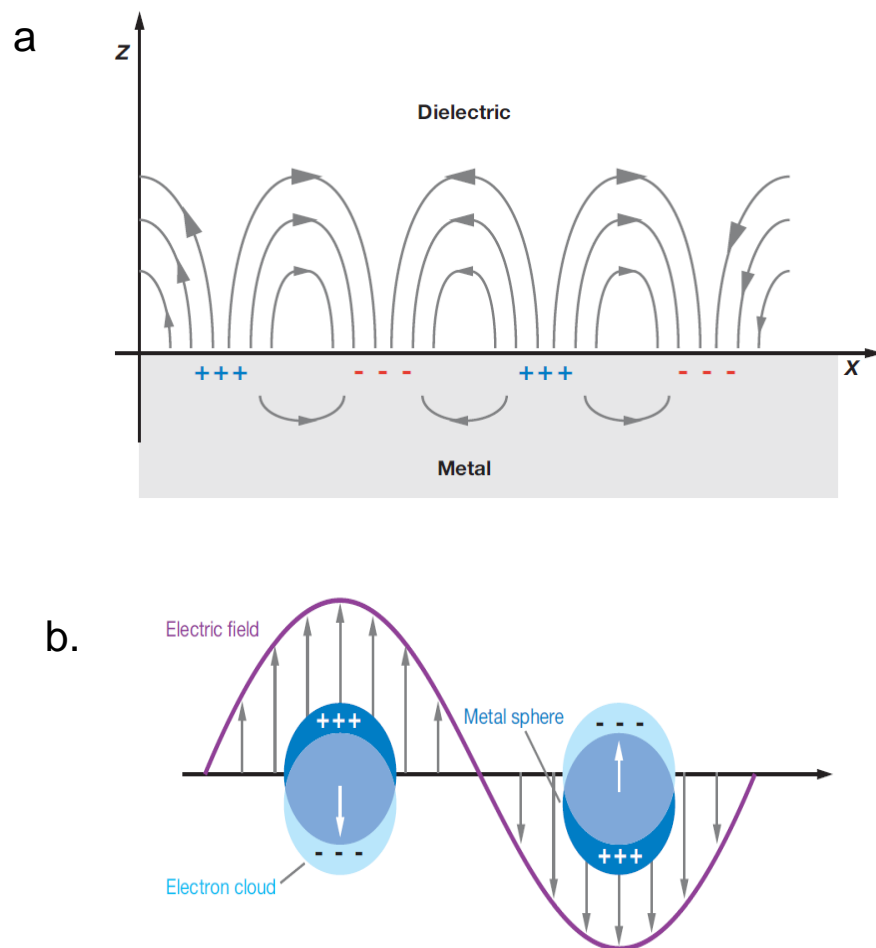 a
z
Dielectric
+++ - - - +++ - - -
x
Metal
b.
Electric field
+++
Metal sphere
- - -
- - -
+++
Electron cloud